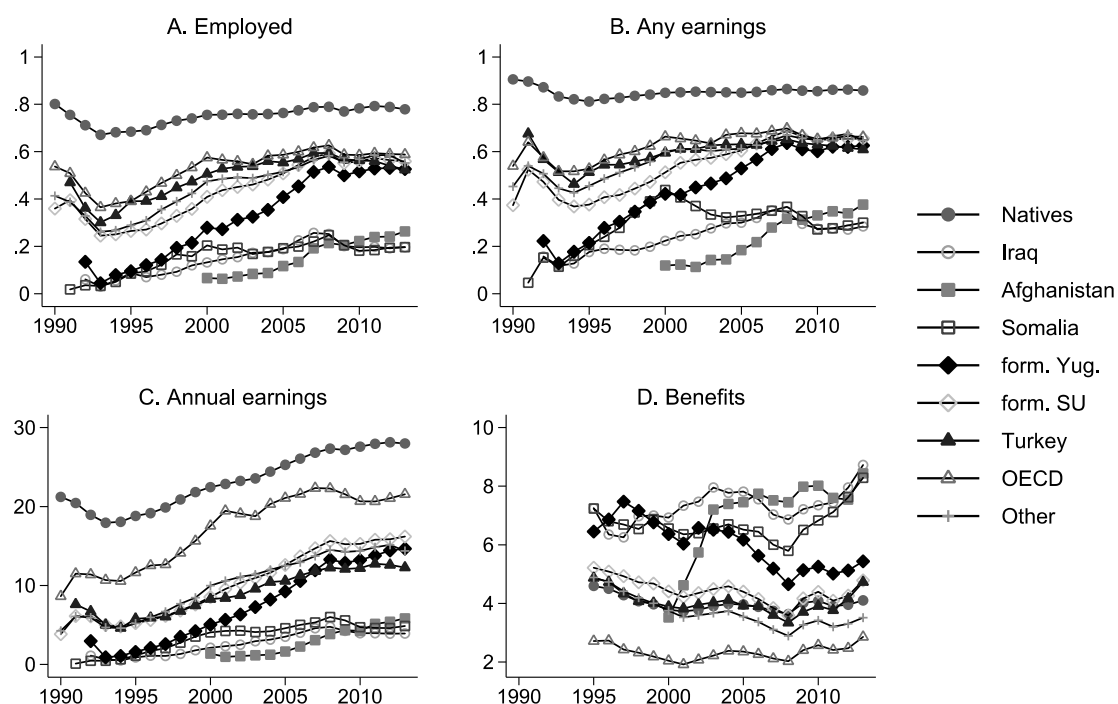 A. Employed
1
.8
.6
.4
.2
0
1990 1995 2000 2005 2010
B. Any earnings
1
.8
.6
.4
.2
0
1990 1995 2000 2005 2010
C. Annual earnings
30
20
10
0
1990 1995 2000 2005 2010
D. Benefits
10
8
6
4
2
1990 1995 2000 2005 2010
Natives
Iraq
Afghanistan
Somalia
form. Yug.
form. SU
Turkey
OECD
Other